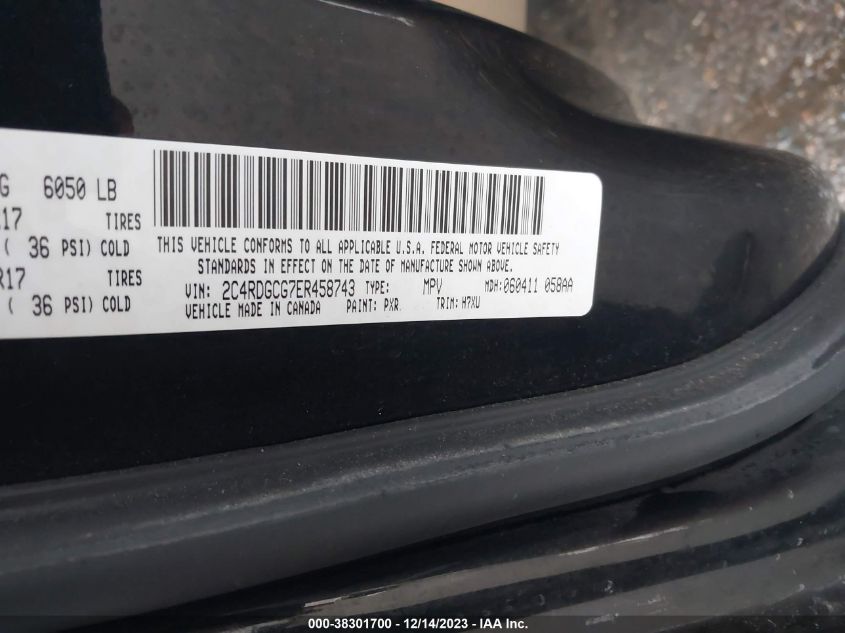 G 6050 LB
17 TIRES
( 36 PSI) COLD
R17 TIRES
( 36 PSI) COLD
THIS VEHICLE CONFORMS TO ALL APPLICABLE U.S.A. FEDERAL MOTOR VEHICLE SAFETY
STANDARDS IN EFFECT ON THE DATE OF MANUFACTURE SHOWN ABOVE.
VIN: 2C4RDGCG7ER458743 TYPE: MPV MDH:060411 058AA
VEHICLE MADE IN CANADA PAINT: PXR TRIM: H7XU
000-38301700 - 12/14/2023 - IAA Inc.